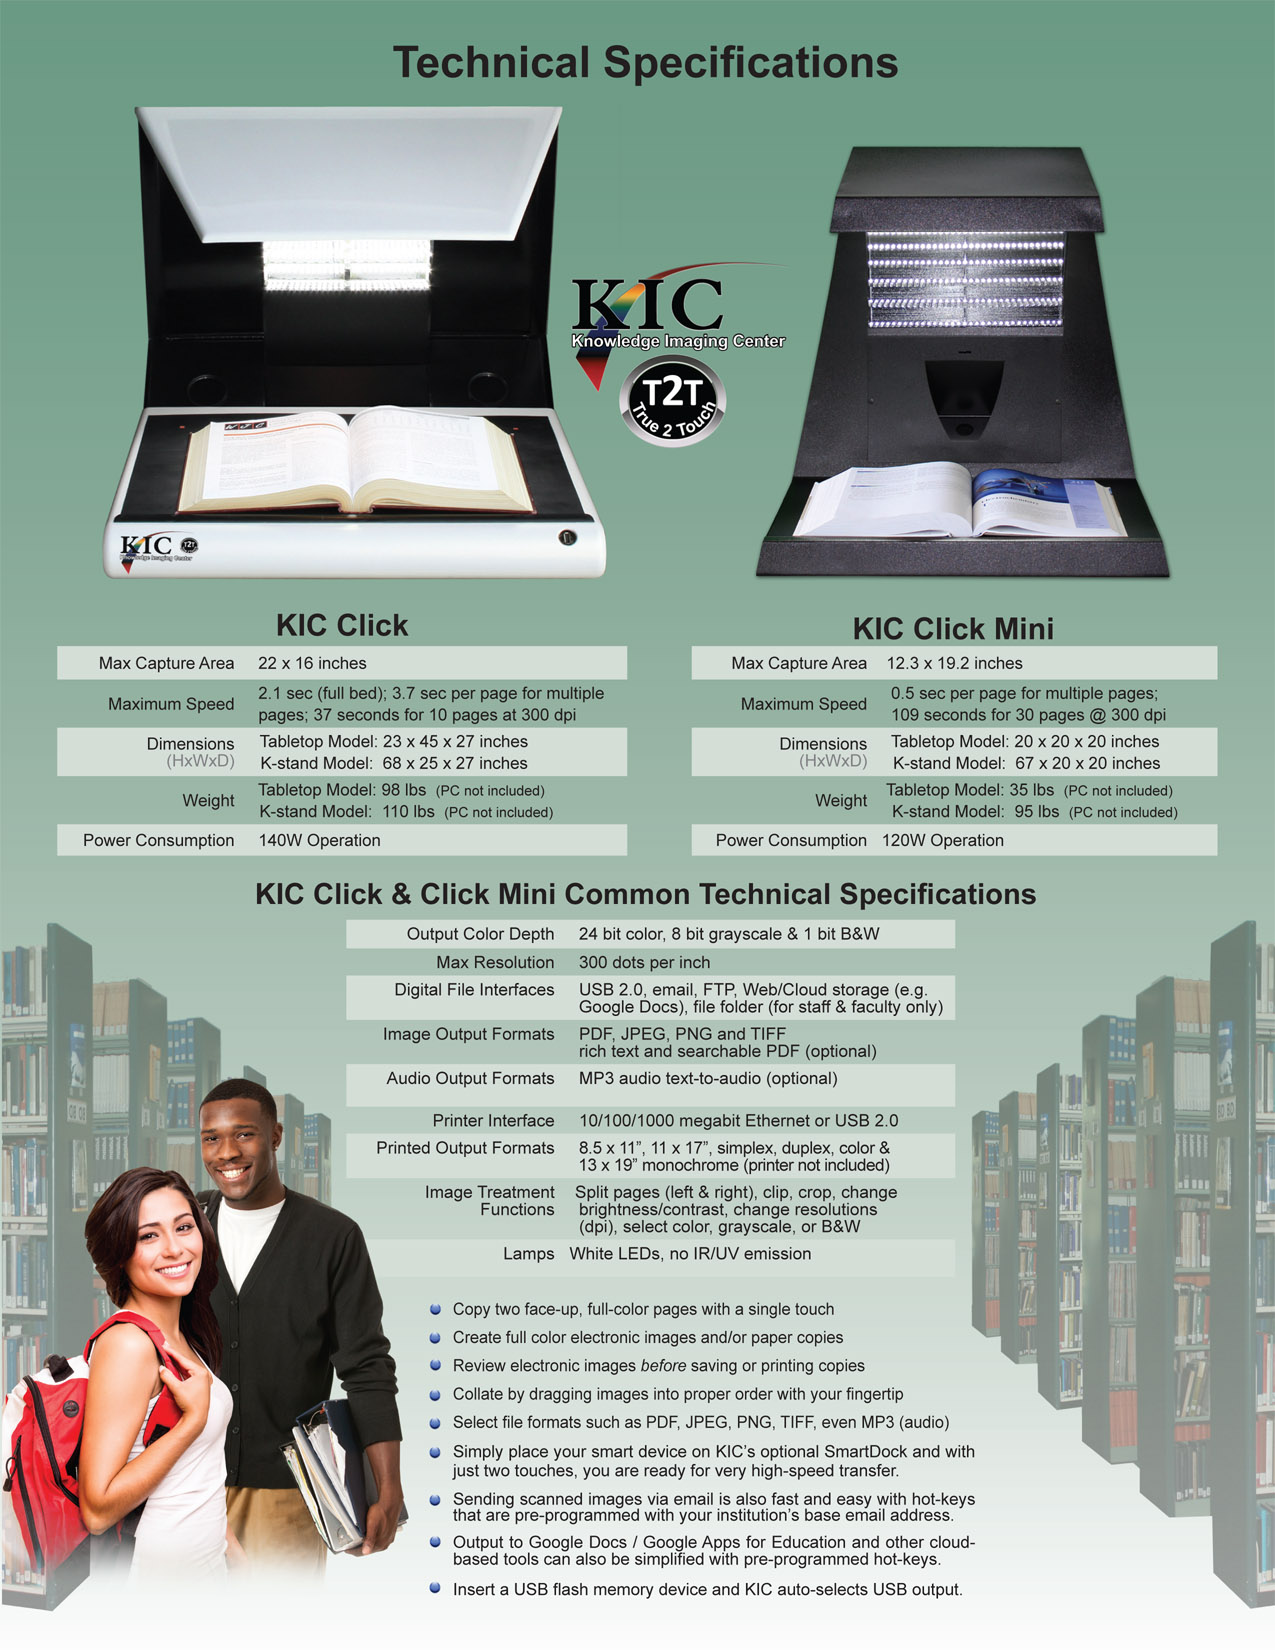 Technical Specifications
KIC
Knowledge Imaging Center
T2T
True 2 Touch
KIC T2T
Knowledge Imaging Center
KIC Click
Max Capture Area 22 x 16 inches
Maximum Speed 2.1 sec (full bed); 3.7 sec per page for multiple
pages; 37 seconds for 10 pages at 300 dpi
Dimensions Tabletop Model: 23 x 45 x 27 inches
(HxWxD) K-stand Model: 68 x 25 x 27 inches
Weight Tabletop Model: 98 lbs (PC not included)
K-stand Model: 110 lbs (PC not included)
Power Consumption 140W Operation
KIC Click Mini
Max Capture Area 12.3 x 19.2 inches
Maximum Speed 0.5 sec per page for multiple pages;
109 seconds for 30 pages @ 300 dpi
Dimensions Tabletop Model: 20 x 20 x 20 inches
(HxWxD) K-stand Model: 67 x 20 x 20 inches
Weight Tabletop Model: 35 lbs (PC not included)
K-stand Model: 95 lbs (PC not included)
Power Consumption 120W Operation
KIC Click & Click Mini Common Technical Specifications
Output Color Depth 24 bit color, 8 bit grayscale & 1 bit B&W
Max Resolution 300 dots per inch
Digital File Interfaces USB 2.0, email, FTP, Web/Cloud storage (e.g.
Google Docs), file folder (for staff & faculty only)
Image Output Formats PDF, JPEG, PNG and TIFF
rich text and searchable PDF (optional)
Audio Output Formats MP3 audio text-to-audio (optional)
Printer Interface 10/100/1000 megabit Ethernet or USB 2.0
Printed Output Formats 8.5 x 11”, 11 x 17”, simplex, duplex, color &
13 x 19” monochrome (printer not included)
Image Treatment Split pages (left & right), clip, crop, change
Functions brightness/contrast, change resolutions
(dpi), select color, grayscale, or B&W
Lamps White LEDs, no IR/UV emission
Copy two face-up, full-color pages with a single touch
Create full color electronic images and/or paper copies
Review electronic images before saving or printing copies
Collate by dragging images into proper order with your fingertip
Select file formats such as PDF, JPEG, PNG, TIFF, even MP3 (audio)
Simply place your smart device on KIC’s optional SmartDock and with
just two touches, you are ready for very high-speed transfer.
Sending scanned images via email is also fast and easy with hot-keys
that are pre-programmed with your institution’s base email address.
Output to Google Docs / Google Apps for Education and other cloud-
based tools can also be simplified with pre-programmed hot-keys.
Insert a USB flash memory device and KIC auto-selects USB output.